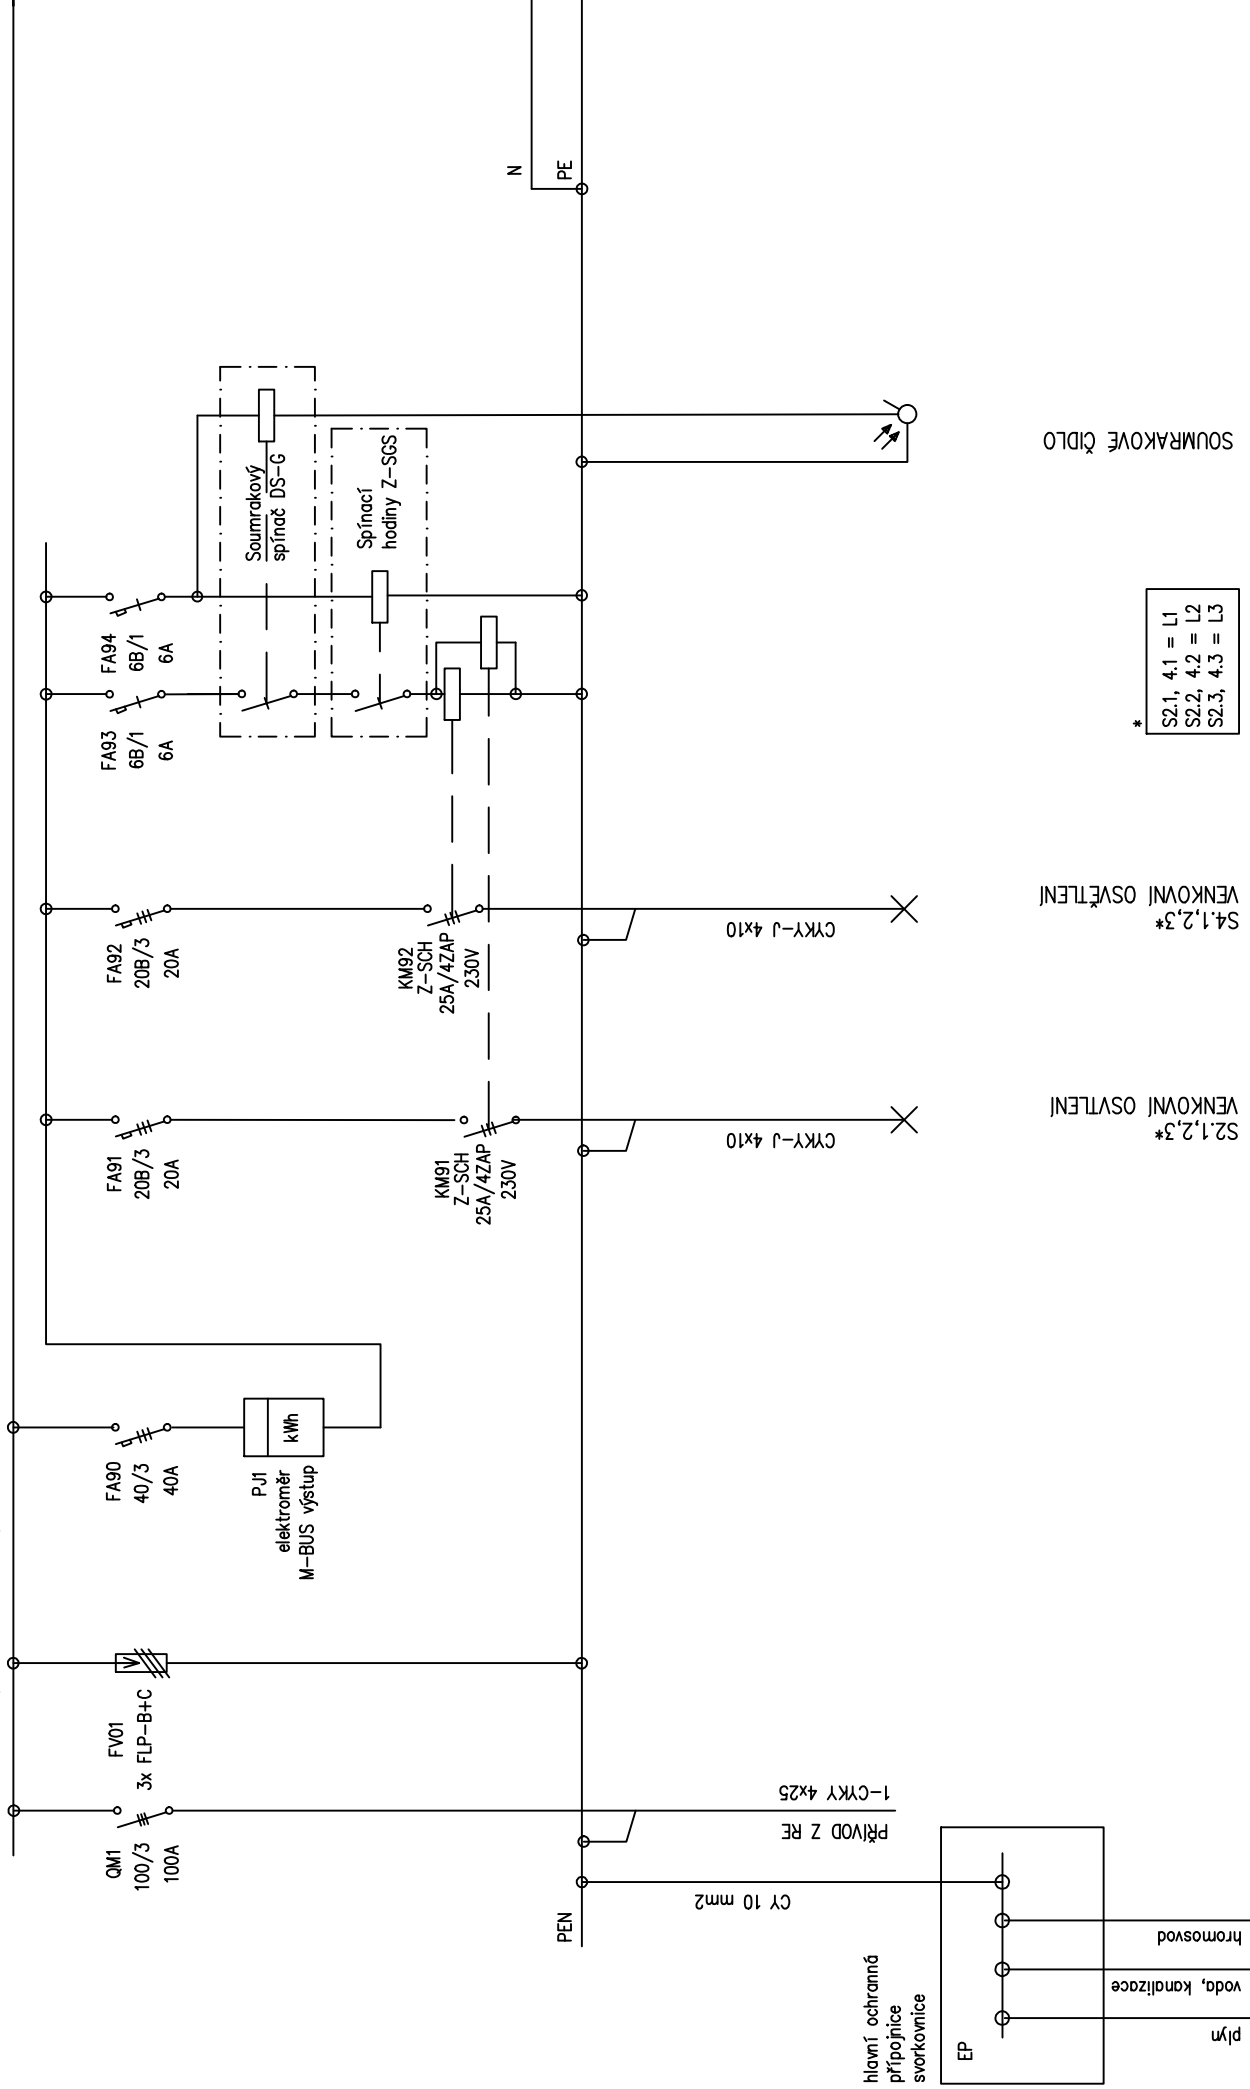 QM1
100/3
100A
FV01
3x FLP-B+C
FA90
40/3
40A
PJ1
elektroměr
M-BUS výstup
kWh
FA91
20B/3
20A
KM91
Z-SCH
25A/4ZAP
230V
FA92
20B/3
20A
KM92
Z-SCH
25A/4ZAP
230V
FA93
6B/1
6A
FA94
6B/1
6A
Soumrakový
spínač DS-G
Spínací
hodiny Z-SGS
N
PE
PEN
CY 10 mm2
PŘÍVOD Z RE
1-CYKY 4x25
CYKY-J 4x10
CYKY-J 4x10
hlavní ochranná
přípojnice
svorkovnice
EP
plyn
voda, kanalizace
hromosvod
S2.1,2,3*
VENKOVNÍ OSVTLENÍ
S4.1,2,3*
VENKOVNÍ OSVĚTLENÍ
*
S2.1, 4.1 = L1
S2.2, 4.2 = L2
S2.3, 4.3 = L3
SOUMRAKOVÉ ČIDLO